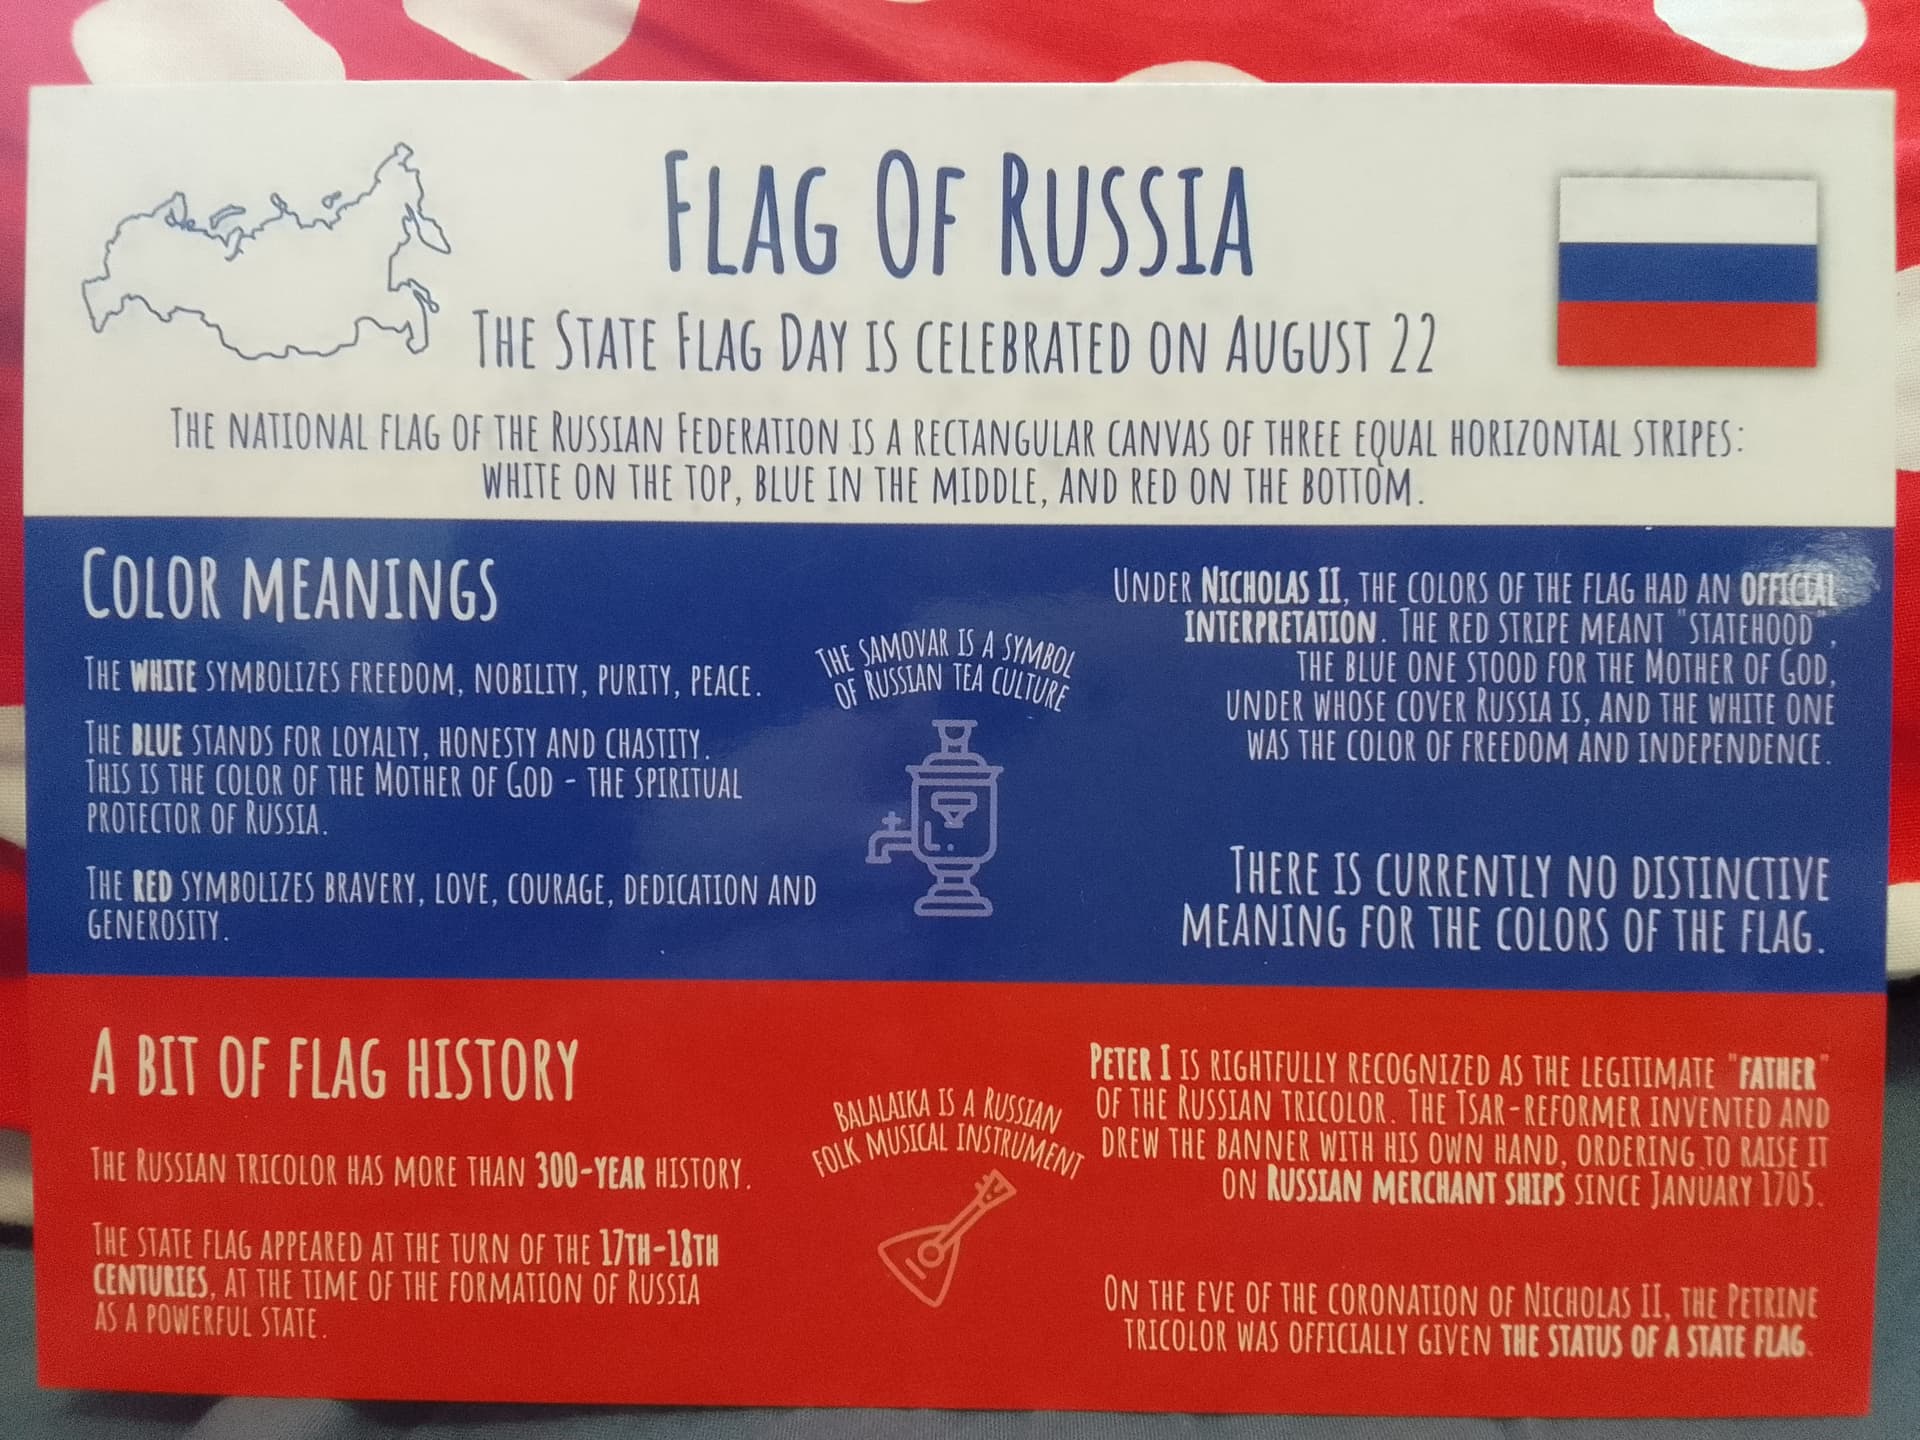 Flag Of Russia
The State Flag Day is celebrated on August 22
The national flag of the Russian Federation is a rectangular canvas of three equal horizontal stripes:
white on the top, blue in the middle, and red on the bottom.
Color meanings
The white symbolizes freedom, nobility, purity, peace.
The blue stands for loyalty, honesty and chastity.
This is the color of the Mother of God - the spiritual
protector of Russia.
The red symbolizes bravery, love, courage, dedication and
generosity.
The samovar is a symbol
of Russian tea culture
Under Nicholas II, the colors of the flag had an official
interpretation. The red stripe meant "statehood",
the blue one stood for the Mother of God,
under whose cover Russia is, and the white one
was the color of freedom and independence.
There is currently no distinctive
meaning for the colors of the flag.
A bit of flag history
The Russian tricolor has more than 300-year history.
The state flag appeared at the turn of the 17th-18th
centuries, at the time of the formation of Russia
as a powerful state.
Balalaika is a Russian
folk musical instrument
Peter I is rightfully recognized as the legitimate "father"
of the Russian tricolor. The Tsar-reformer invented and
drew the banner with his own hand, ordering to raise it
on Russian merchant ships since January 1705.
On the eve of the coronation of Nicholas II, the Petrine
tricolor was officially given the status of a state flag.